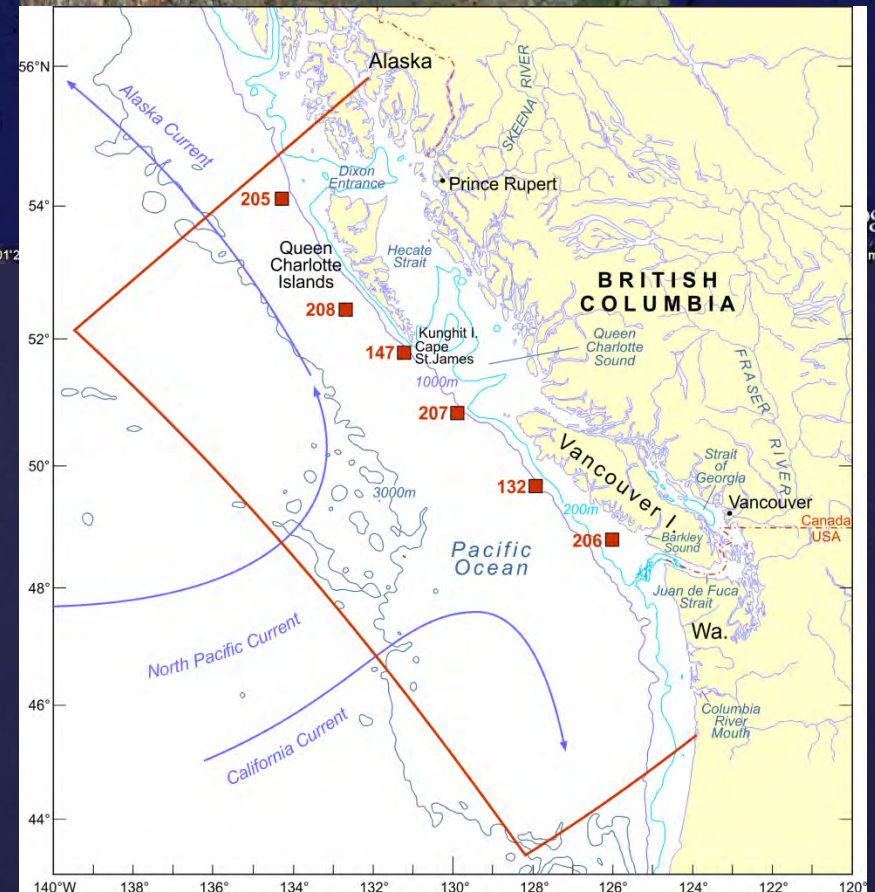 56°N
Alaska
Alaska Current
SKEENA RIVER
Dixon
Entrance
Prince Rupert
54°
205
Queen
Charlotte
Islands
Hecate
Strait
BRITISH
COLUMBIA
208
52°
147
Kunghit I.
Cape
St.James
Queen
Charlotte
Sound
1000m
207
FRASER RIVER
50°
Vancouver I.
Strait
of
Georgia
3000m
132
200m
Vancouver
Canada
USA
206
Barkley
Sound
Pacific
Ocean
48°
Juan de Fuca
Strait
North Pacific Current
Wa.
46°
California Current
Columbia
River
Mouth
44°
140°W
138°
136°
134°
132°
130°
128°
126°
124°
122°
120°